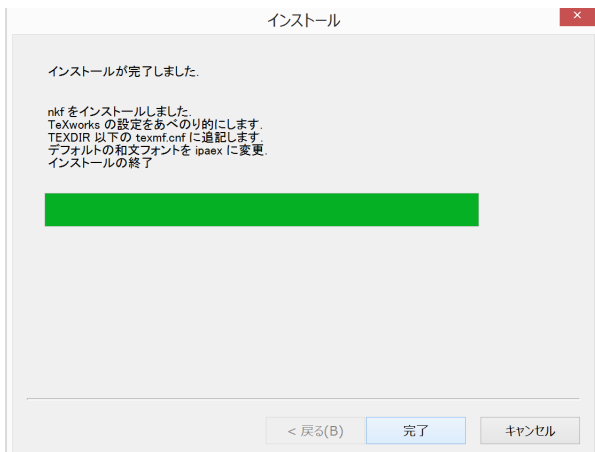 インストール
インストールが完了しました.
nkf をインストールしました.
TeXworks の設定をあべのり的にします.
TEXDIR 以下の texmf.cnf に追記します.
デフォルトの和文フォントを ipaex に変更.
インストールの終了
< 戻る(B) 完了 キャンセル